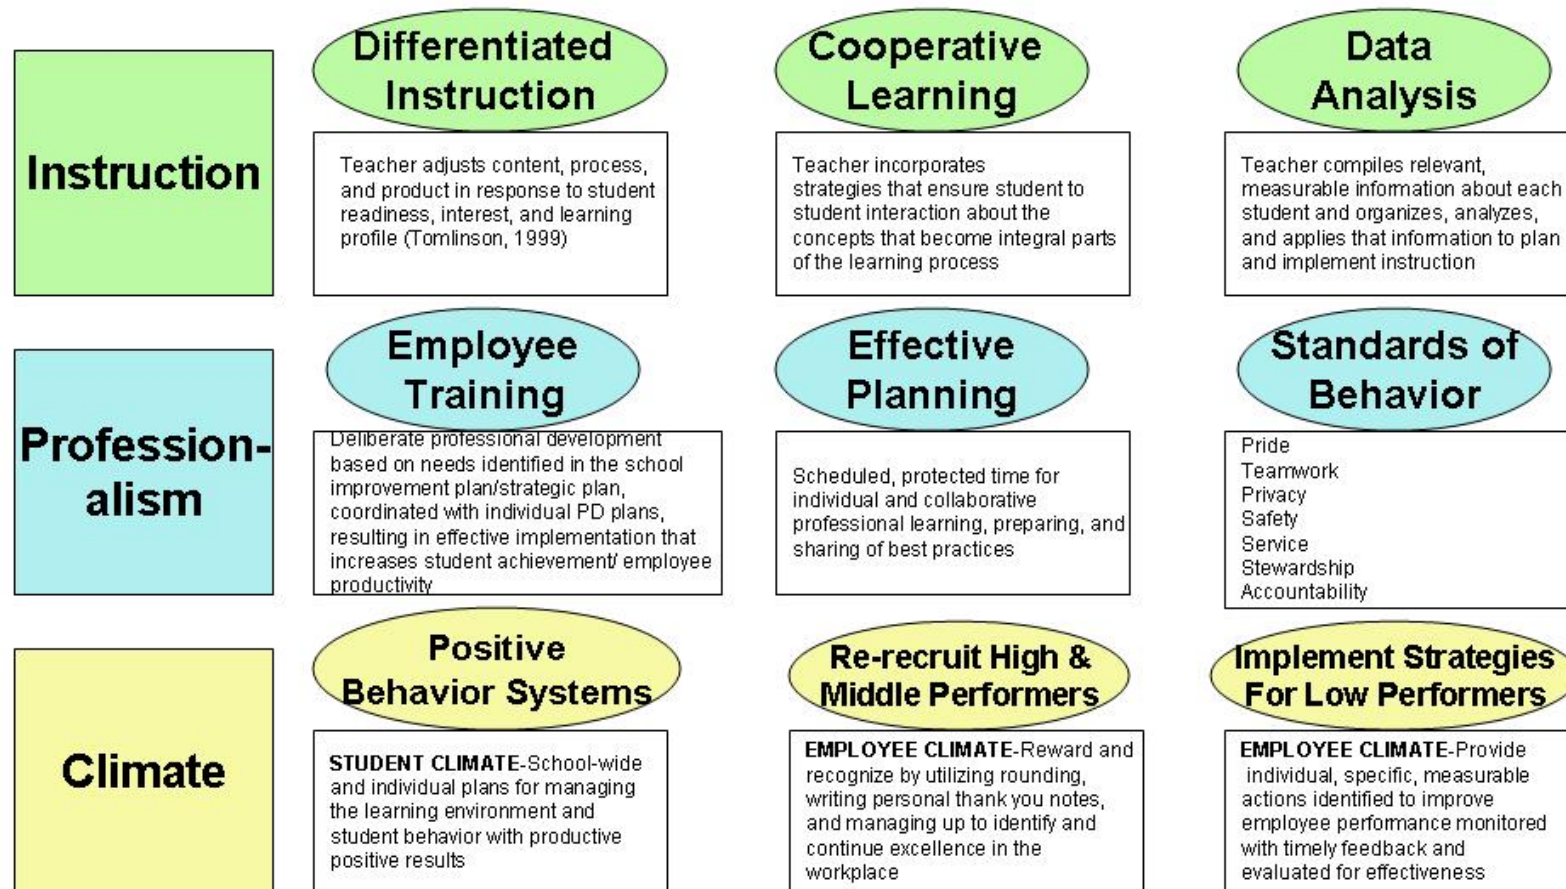 Instruction
Differentiated
Instruction
Teacher adjusts content, process,
and product in response to student
readiness, interest, and learning
profile (Tomlinson, 1999)
Cooperative
Learning
Teacher incorporates
strategies that ensure student to
student interaction about the
concepts that become integral parts
of the learning process
Data
Analysis
Teacher compiles relevant,
measurable information about each
student and organizes, analyzes,
and applies that information to plan
and implement instruction
Profession-
alism
Employee
Training
Deliberate professional development
based on needs identified in the school
improvement plan/strategic plan,
coordinated with individual PD plans,
resulting in effective implementation that
increases student achievement/ employee
productivity
Effective
Planning
Scheduled, protected time for
individual and collaborative
professional learning, preparing, and
sharing of best practices
Standards of
Behavior
Pride
Teamwork
Privacy
Safety
Service
Stewardship
Accountability
Climate
Positive
Behavior Systems
STUDENT CLIMATE-School-wide
and individual plans for managing
the learning environment and
student behavior with productive
positive results
Re-recruit High &
Middle Performers
EMPLOYEE CLIMATE-Reward and
recognize by utilizing rounding,
writing personal thank you notes,
and managing up to identify and
continue excellence in the
workplace
Implement Strategies
For Low Performers
EMPLOYEE CLIMATE-Provide
individual, specific, measurable
actions identified to improve
employee performance monitored
with timely feedback and
evaluated for effectiveness